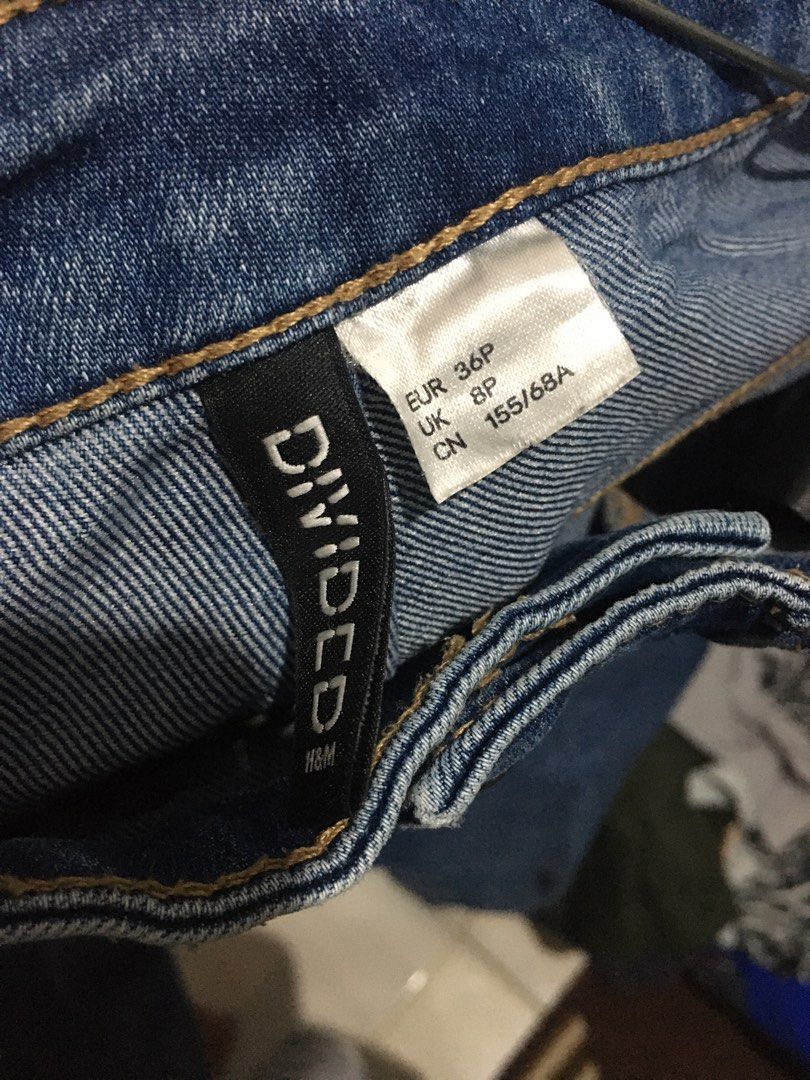 DIVIDED
H&M
EUR 36P
UK 8P
CN 155/68A